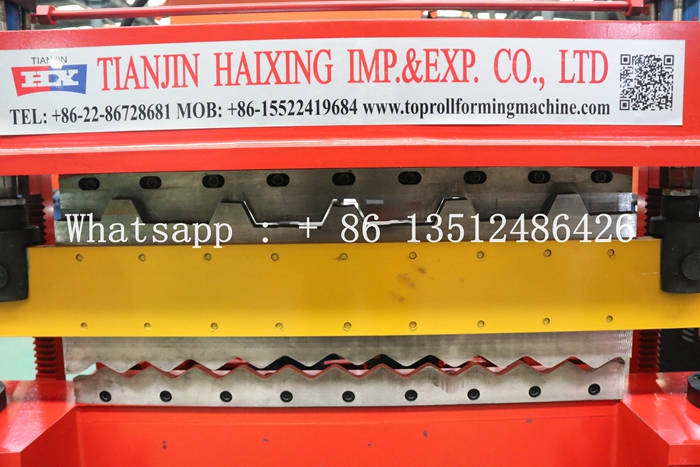 TIANJIN
HX
TIANJIN HAIXING IMP.&EXP. CO., LTD
TEL: +86-22-86728681 MOB: +86-15522419684 www.toprollformingmachine.com
Whatsapp : + 86 13512486426